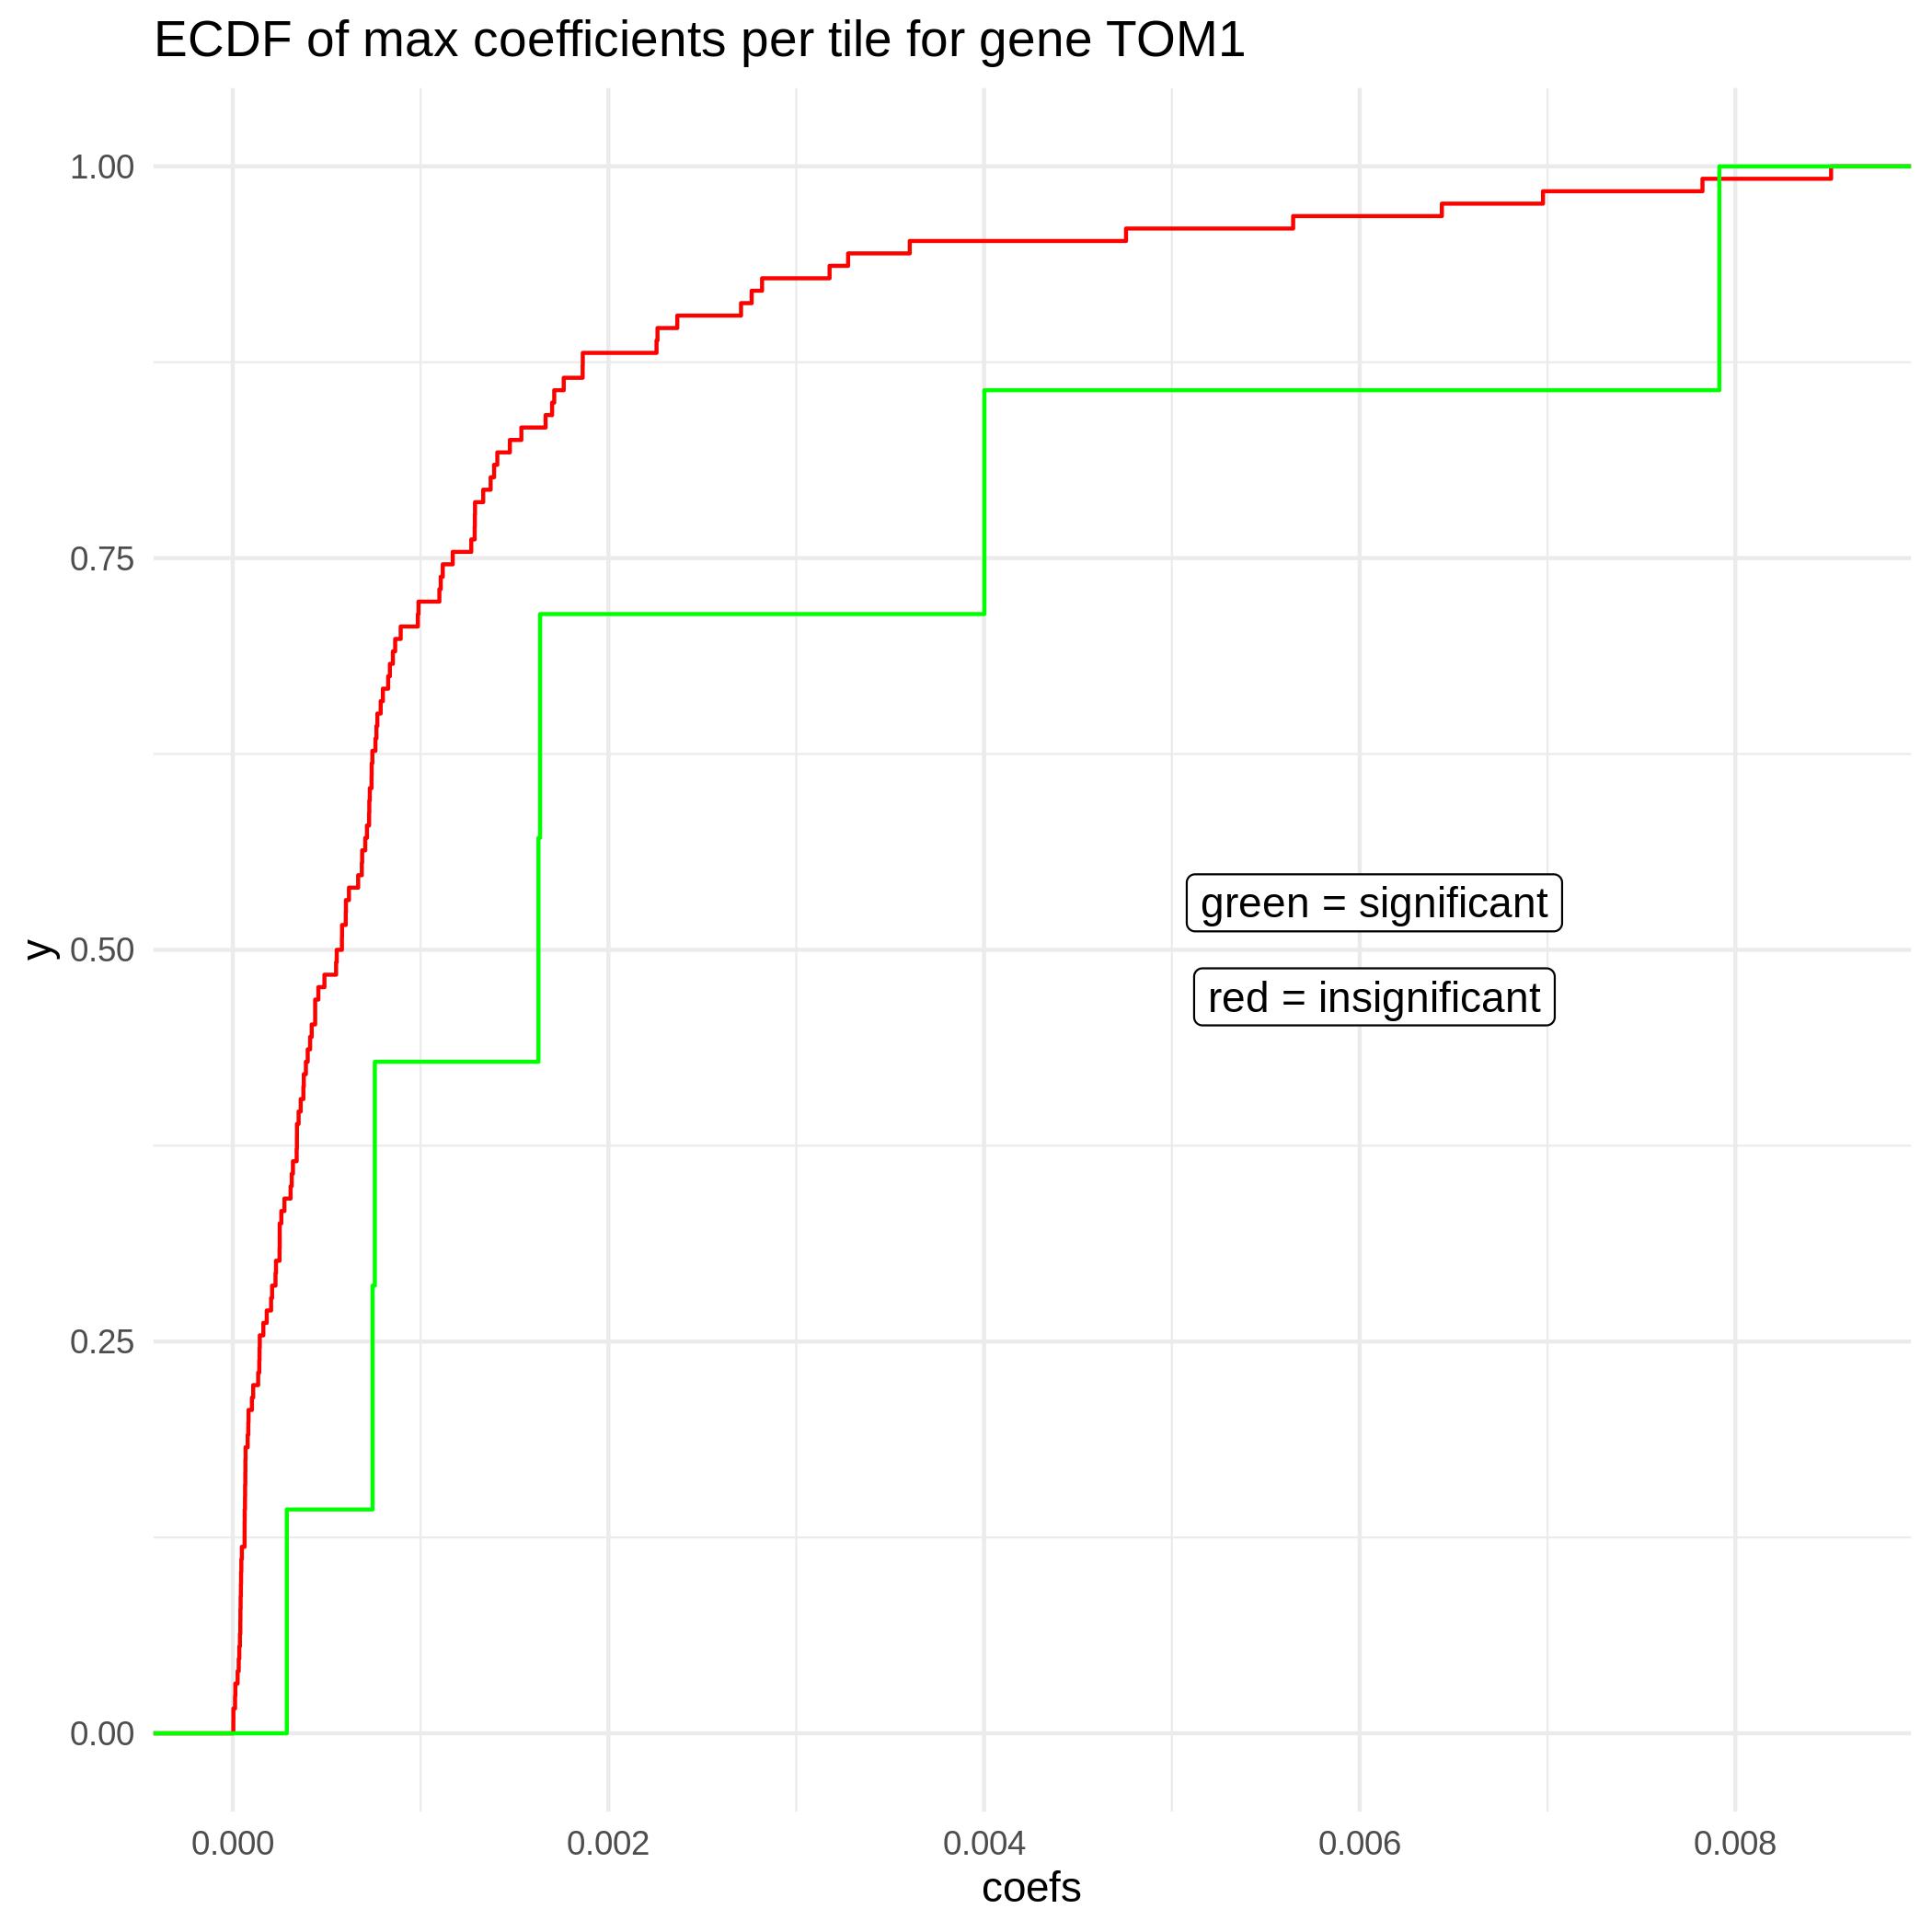 ECDF of max coefficients per tile for gene TOM1
1.00
0.75
0.50
0.25
0.00
y
green = significant
red = insignificant
0.000
0.002
0.004
0.006
0.008
coefs